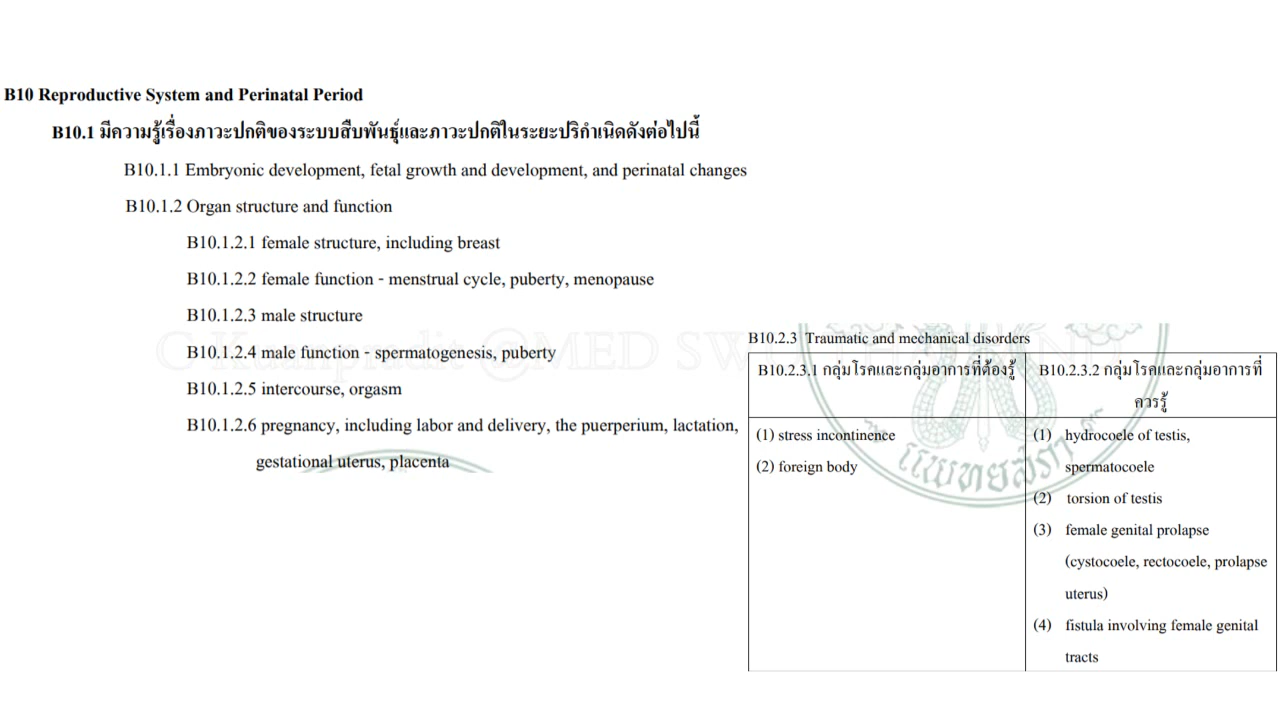 B10 Reproductive System and Perinatal Period
B10.1 มีความรู้เรื่องภาวะปกติของระบบสืบพันธุ์และภาวะปกติในระยะปริกำเนิดดังต่อไปนี้
B10.1.1 Embryonic development, fetal growth and development, and perinatal changes
B10.1.2 Organ structure and function
B10.1.2.1 female structure, including breast
B10.1.2.2 female function - menstrual cycle, puberty, menopause
B10.1.2.3 male structure
B10.1.2.4 male function - spermatogenesis, puberty
B10.1.2.5 intercourse, orgasm
B10.1.2.6 pregnancy, including labor and delivery, the puerperium, lactation,
gestational uterus, placenta
B10.2.3 Traumatic and mechanical disorders
B10.2.3.1 กลุ่มโรคและกลุ่มอาการที่ต้องรู้
(1) stress incontinence
(2) foreign body
B10.2.3.2 กลุ่มโรคและกลุ่มอาการที่
ควรรู้
(1) hydrocoele of testis,
spermatocoele
(2) torsion of testis
(3) female genital prolapse
(cystocoele, rectocoele, prolapse
uterus)
(4) fistula involving female genital
tracts